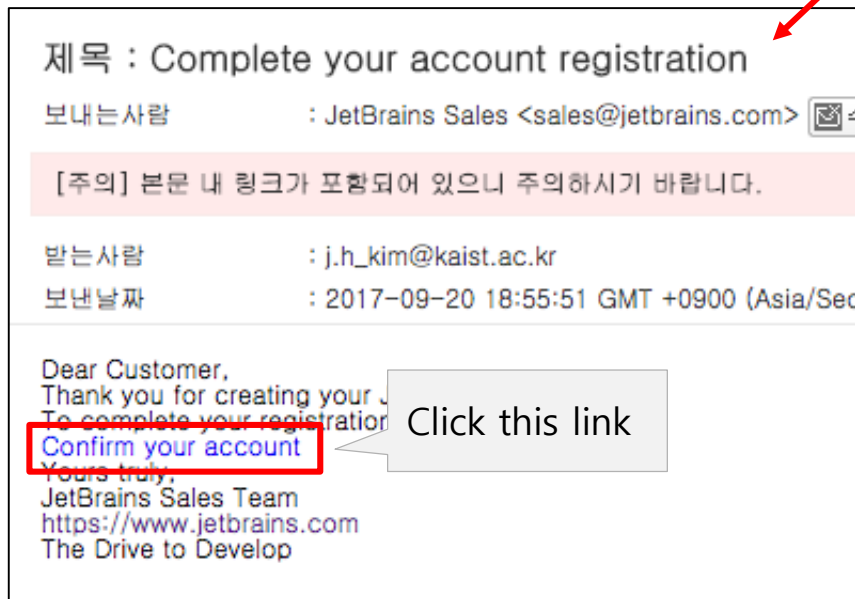 제목 : Complete your account registration
보내는사람 : JetBrains Sales <sales@jetbrains.com>
[주의] 본문 내 링크가 포함되어 있으니 주의하시기 바랍니다.
받는사람 : j.h_kim@kaist.ac.kr
보낸날짜 : 2017-09-20 18:55:51 GMT +0900 (Asia/Seo
Dear Customer,
Thank you for creating your
To complete your registration
Confirm your account
Click this link
Yours truly,
JetBrains Sales Team
https://www.jetbrains.com
The Drive to Develop